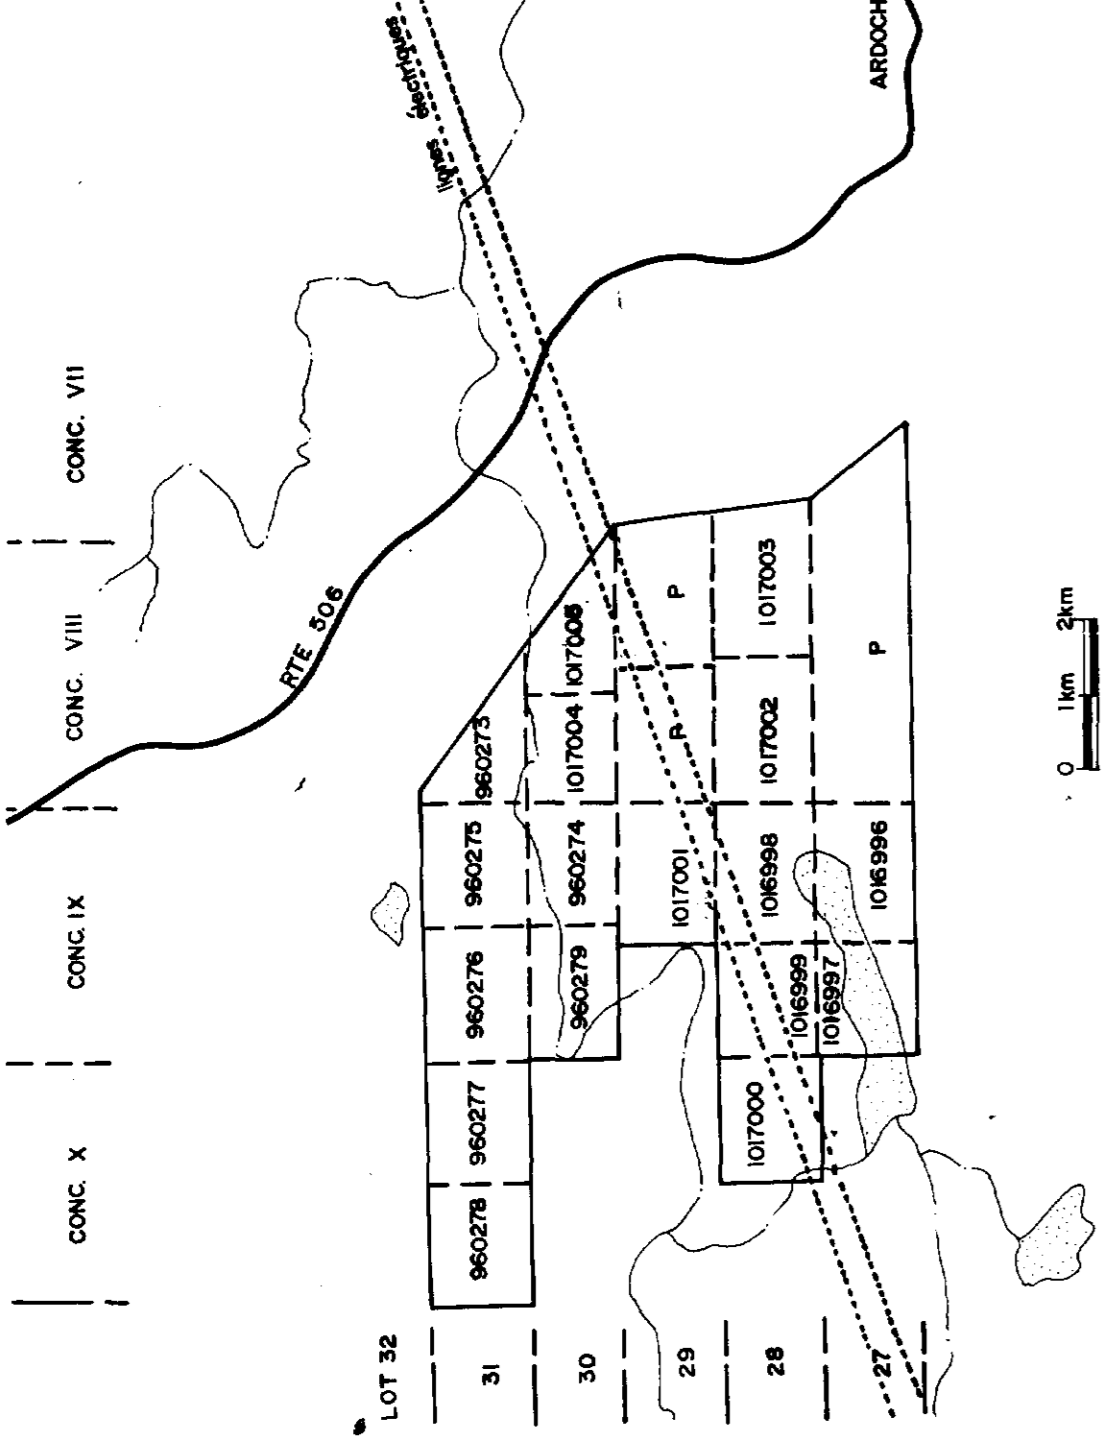 CONC. X
CONC. IX
CONC. VIII
CONC. VII
RTE 506
lignes électriques
ARDOCH
LOT 32
31
960278
960277
960276
960275
960273
30
960279
960274
1017004
1017005
29
1017001
P
P
28
1017000
1016999
1016998
1017002
1017003
27
1016997
1016996
P
0 1km 2km